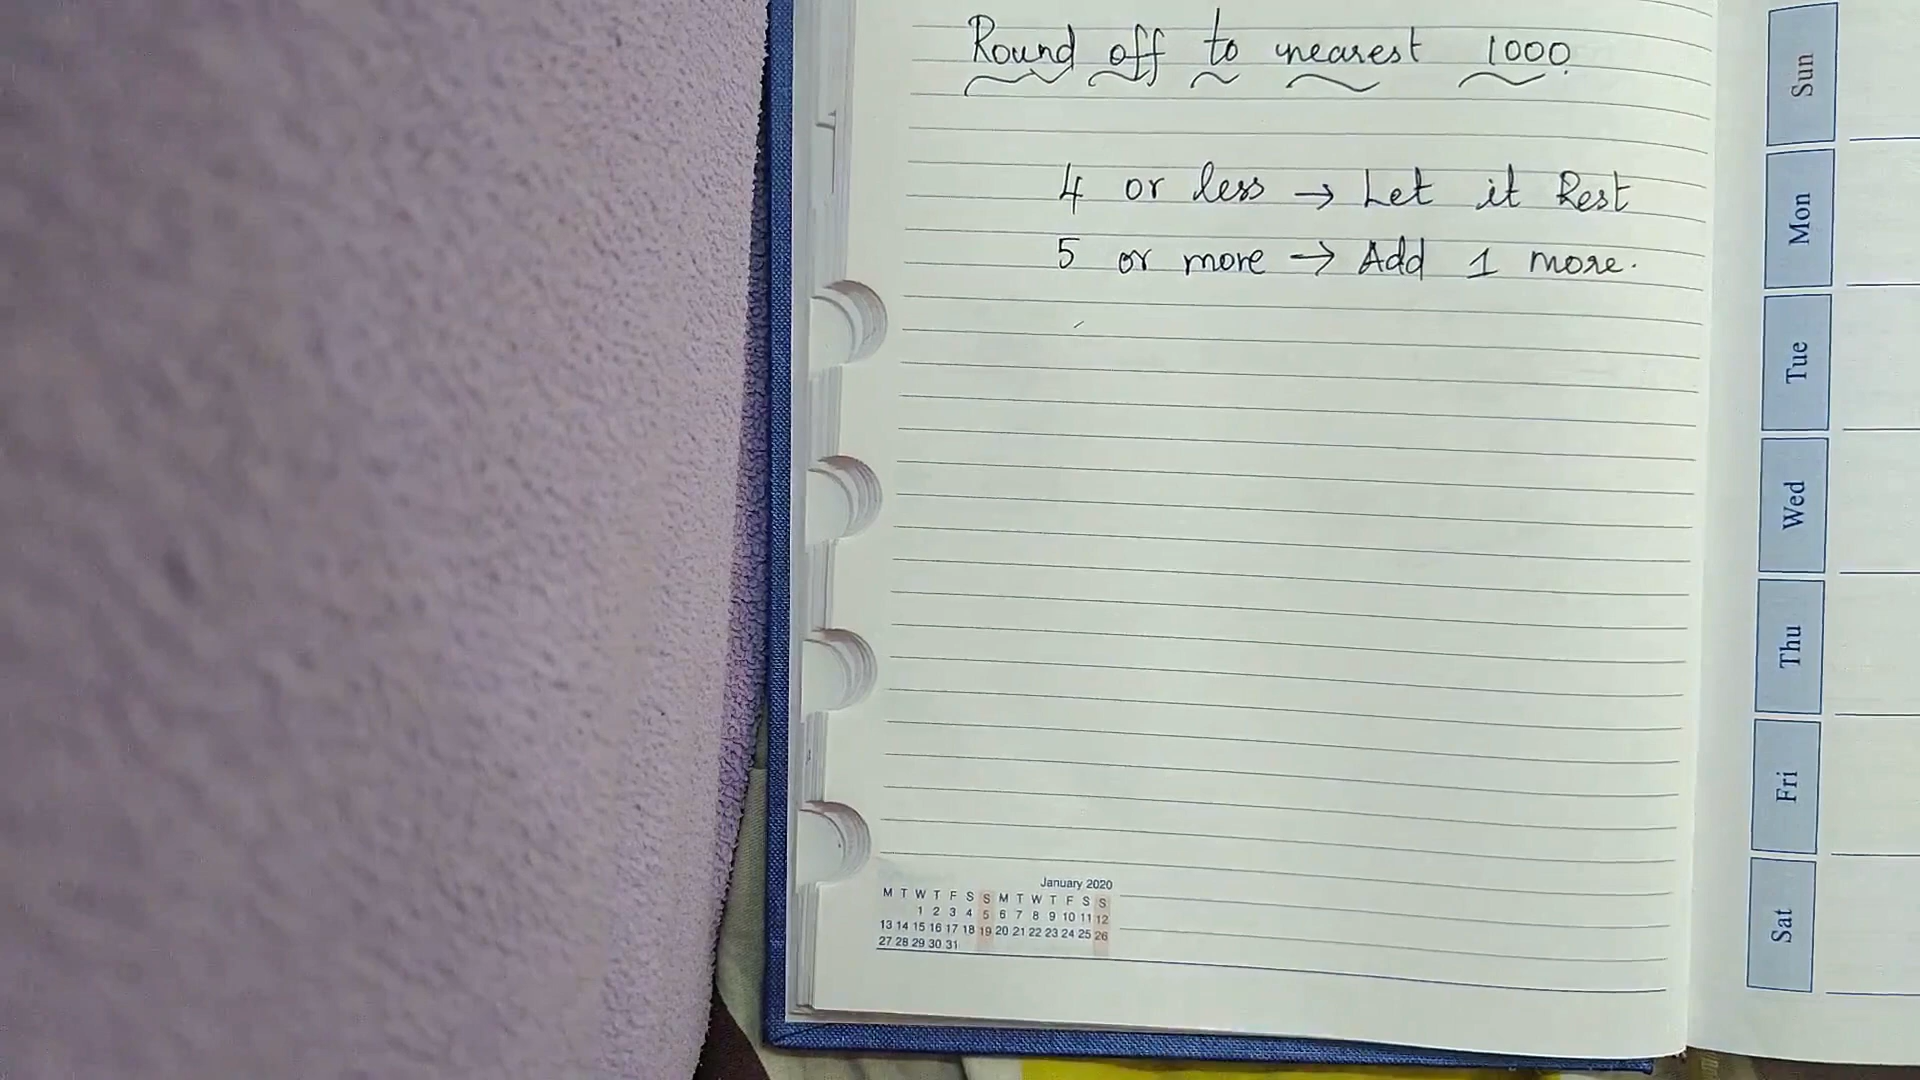 Round off to nearest 1000.
4 or less → Let it Rest
5 or more → Add 1 more.
Sun
Mon
Tue
Wed
Thu
Fri
Sat
January 2020
M T W T F S S M T W T F S S
1 2 3 4 5 6 7 8 9 10 11 12
13 14 15 16 17 18 19 20 21 22 23 24 25 26
27 28 29 30 31